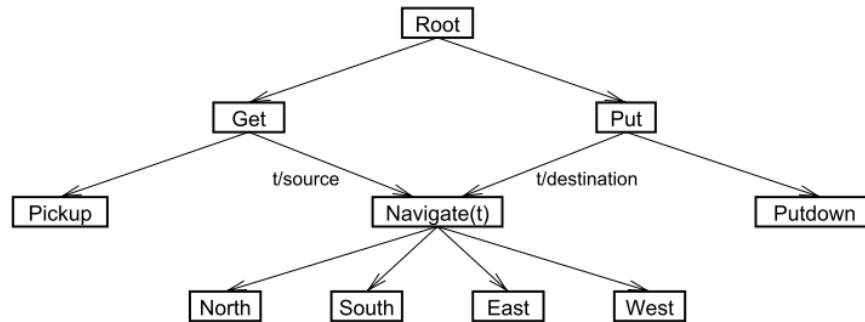 Root
Get
Put
t/source
t/destination
Pickup
Navigate(t)
Putdown
North
South
East
West